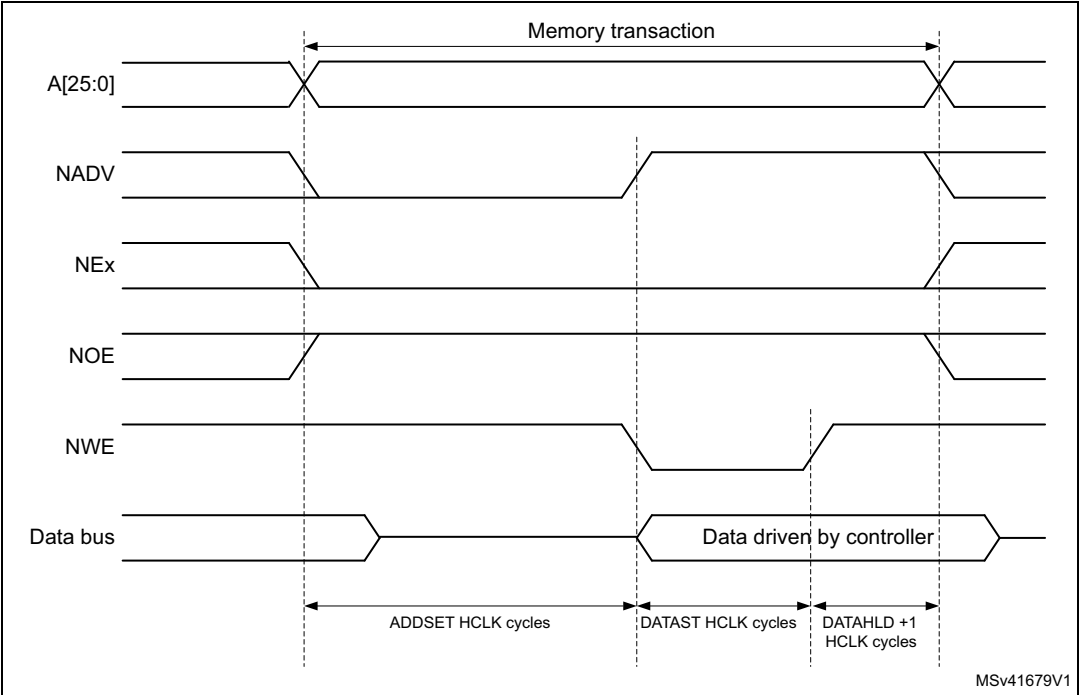 Memory transaction
A[25:0]
NADV
NEx
NOE
NWE
Data bus
Data driven by controller
ADDSET HCLK cycles
DATAST HCLK cycles
DATAHLD +1
HCLK cycles
MSv41679V1